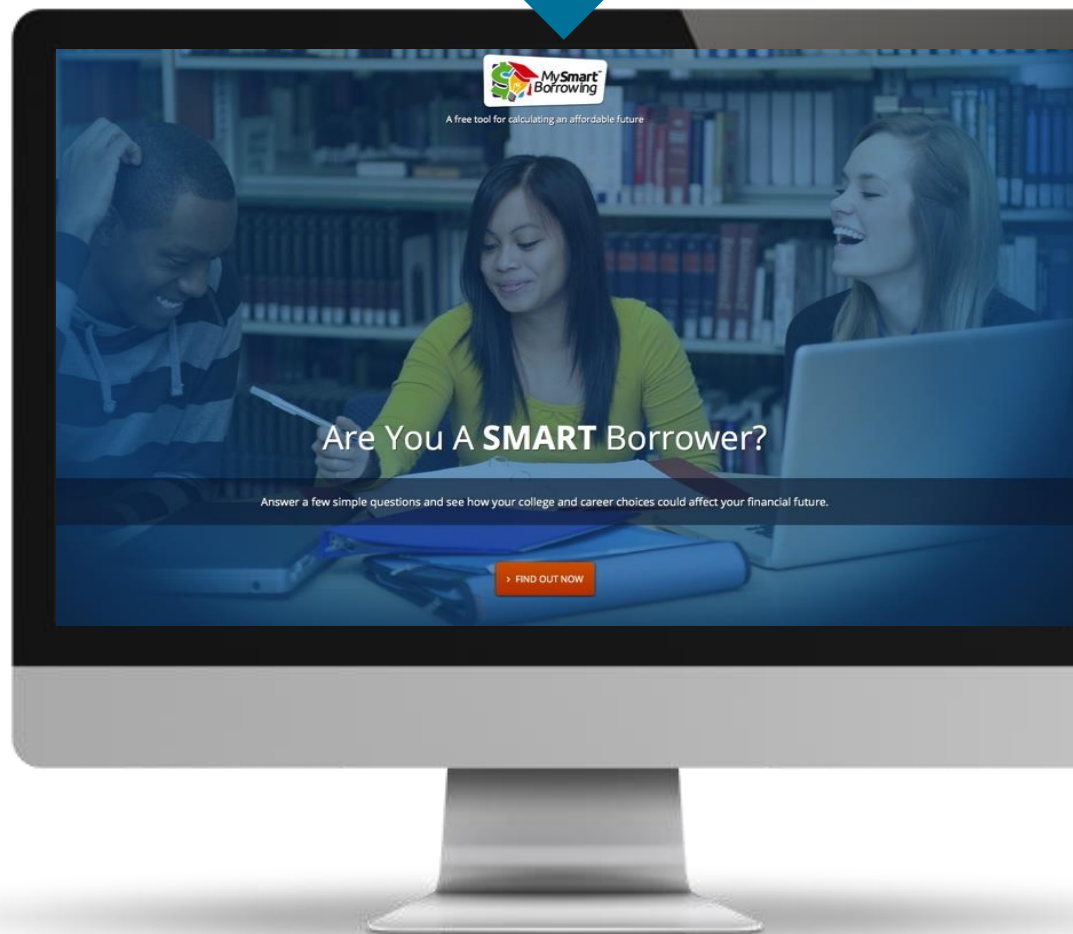 MySmart™
Borrowing
A free tool for calculating an affordable future
Are You A SMART Borrower?
Answer a few simple questions and see how your college and career choices could affect your financial future.
> FIND OUT NOW